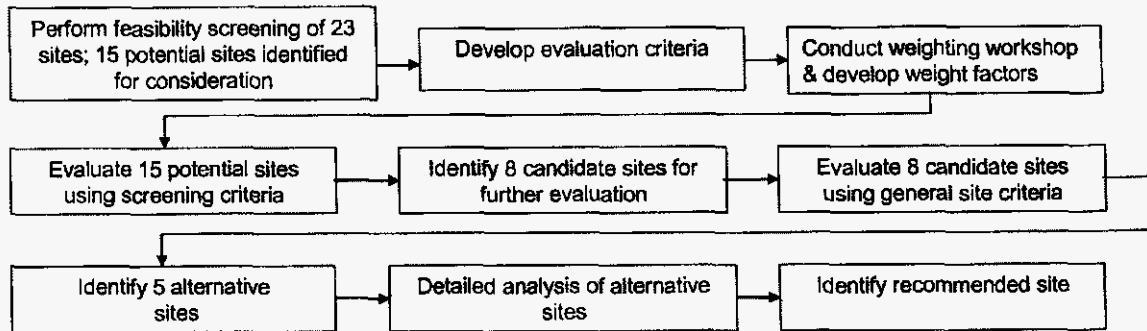 Perform feasibility screening of 23
sites; 15 potential sites identified
for consideration
Develop evaluation criteria
Conduct weighting workshop
& develop weight factors
Evaluate 15 potential sites
using screening criteria
Identify 8 candidate sites for
further evaluation
Evaluate 8 candidate sites
using general site criteria
Identify 5 alternative
sites
Detailed analysis of alternative
sites
Identify recommended site